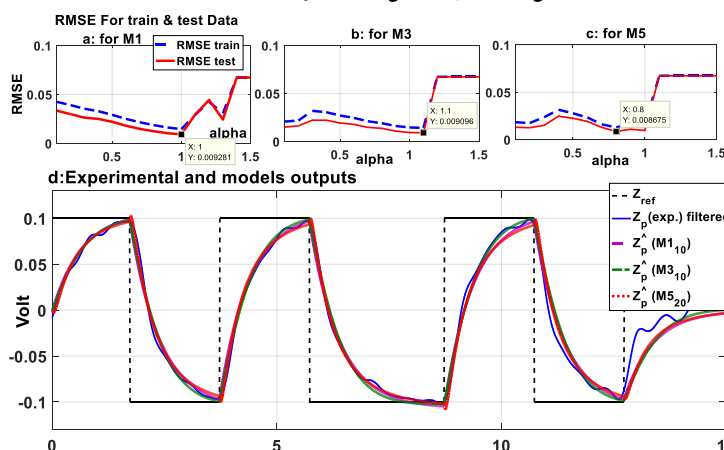 RMSE For train & test Data
a: for M1
b: for M3
c: for M5
RMSE train
RMSE test
RMSE
0.1
0.05
0
0.5
1.0
1.5
alpha
X: 1
Y: 0.009281
0.1
0.05
0
0.5
1
1.5
alpha
X: 1.1
Y: 0.009096
0.1
0.05
0
0.5
1
1.5
alpha
X: 0.8
Y: 0.008675
d:Experimental and models outputs
Volt
0.1
0.05
0
-0.05
-0.1
0
5
10
Z_ref
Z_p(exp.) filtered
Z_p^ (M1_10)
Z_p^ (M3_10)
Z_p^ (M5_20)